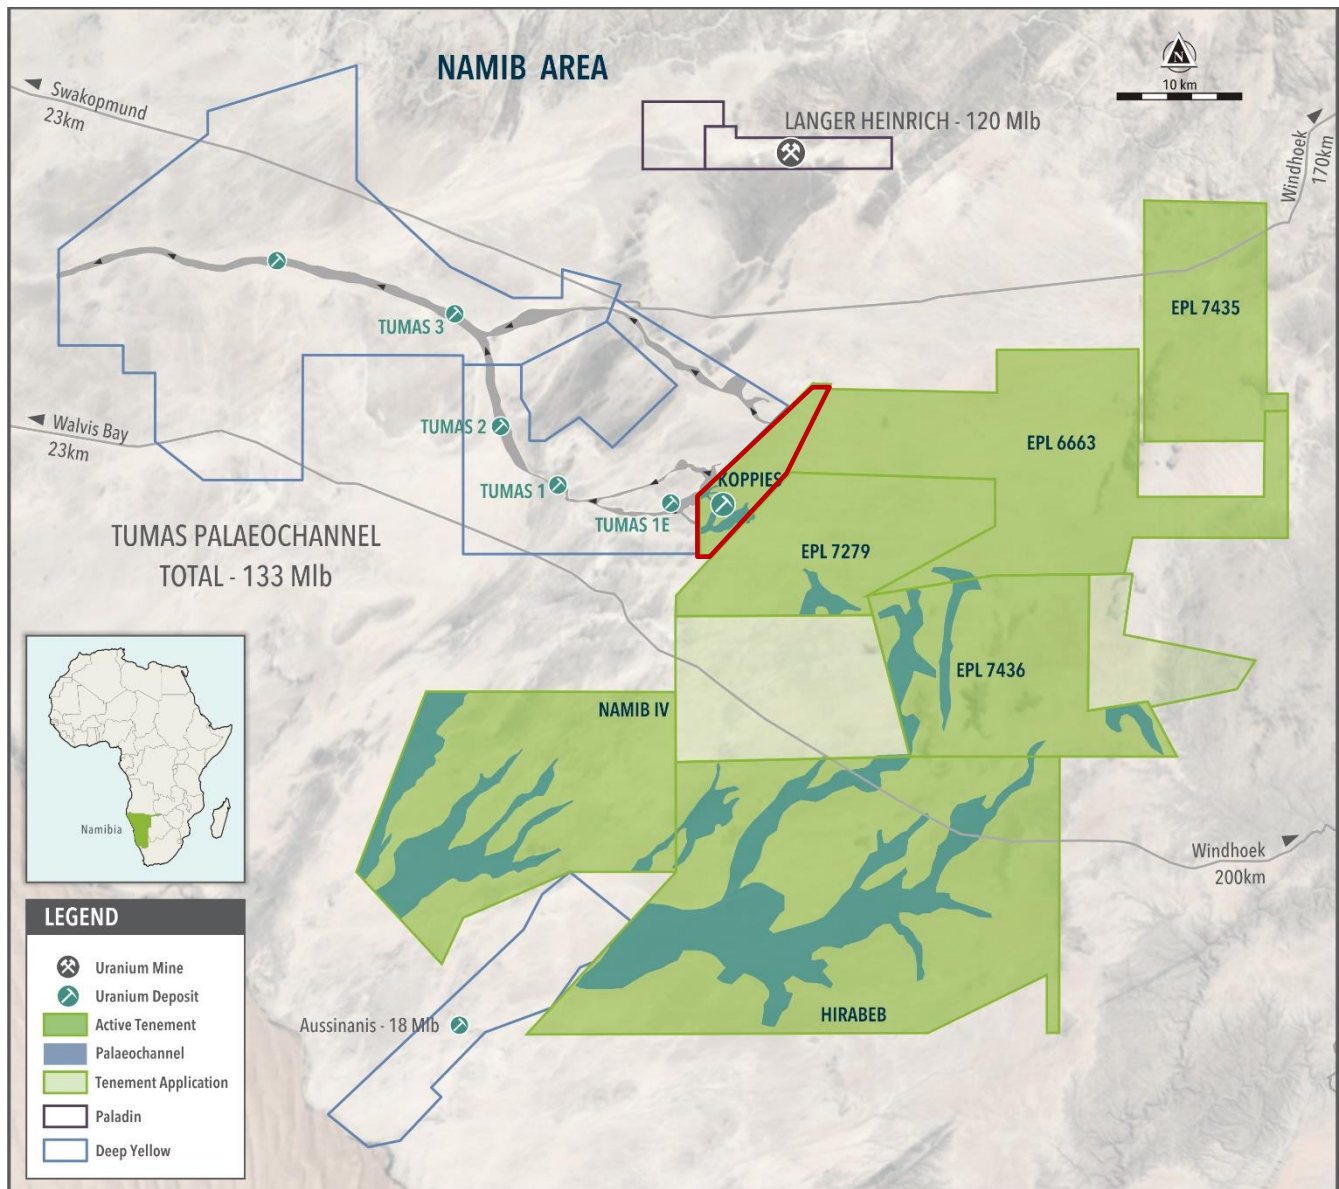 NAMIB AREA
N
10 km
Swakopmund
23km
LANGER HEINRICH - 120 Mlb
Windhoek
170km
EPL 7435
TUMAS 3
EPL 6663
Walvis Bay
23km
TUMAS 2
TUMAS 1
KOPPIES
TUMAS 1E
TUMAS PALAEOCHANNEL
TOTAL - 133 Mlb
EPL 7279
EPL 7436
NAMIB IV
Namibia
Windhoek
200km
HIRABEB
Aussinanis - 18 Mlb
LEGEND
Uranium Mine
Uranium Deposit
Active Tenement
Palaeochannel
Tenement Application
Paladin
Deep Yellow